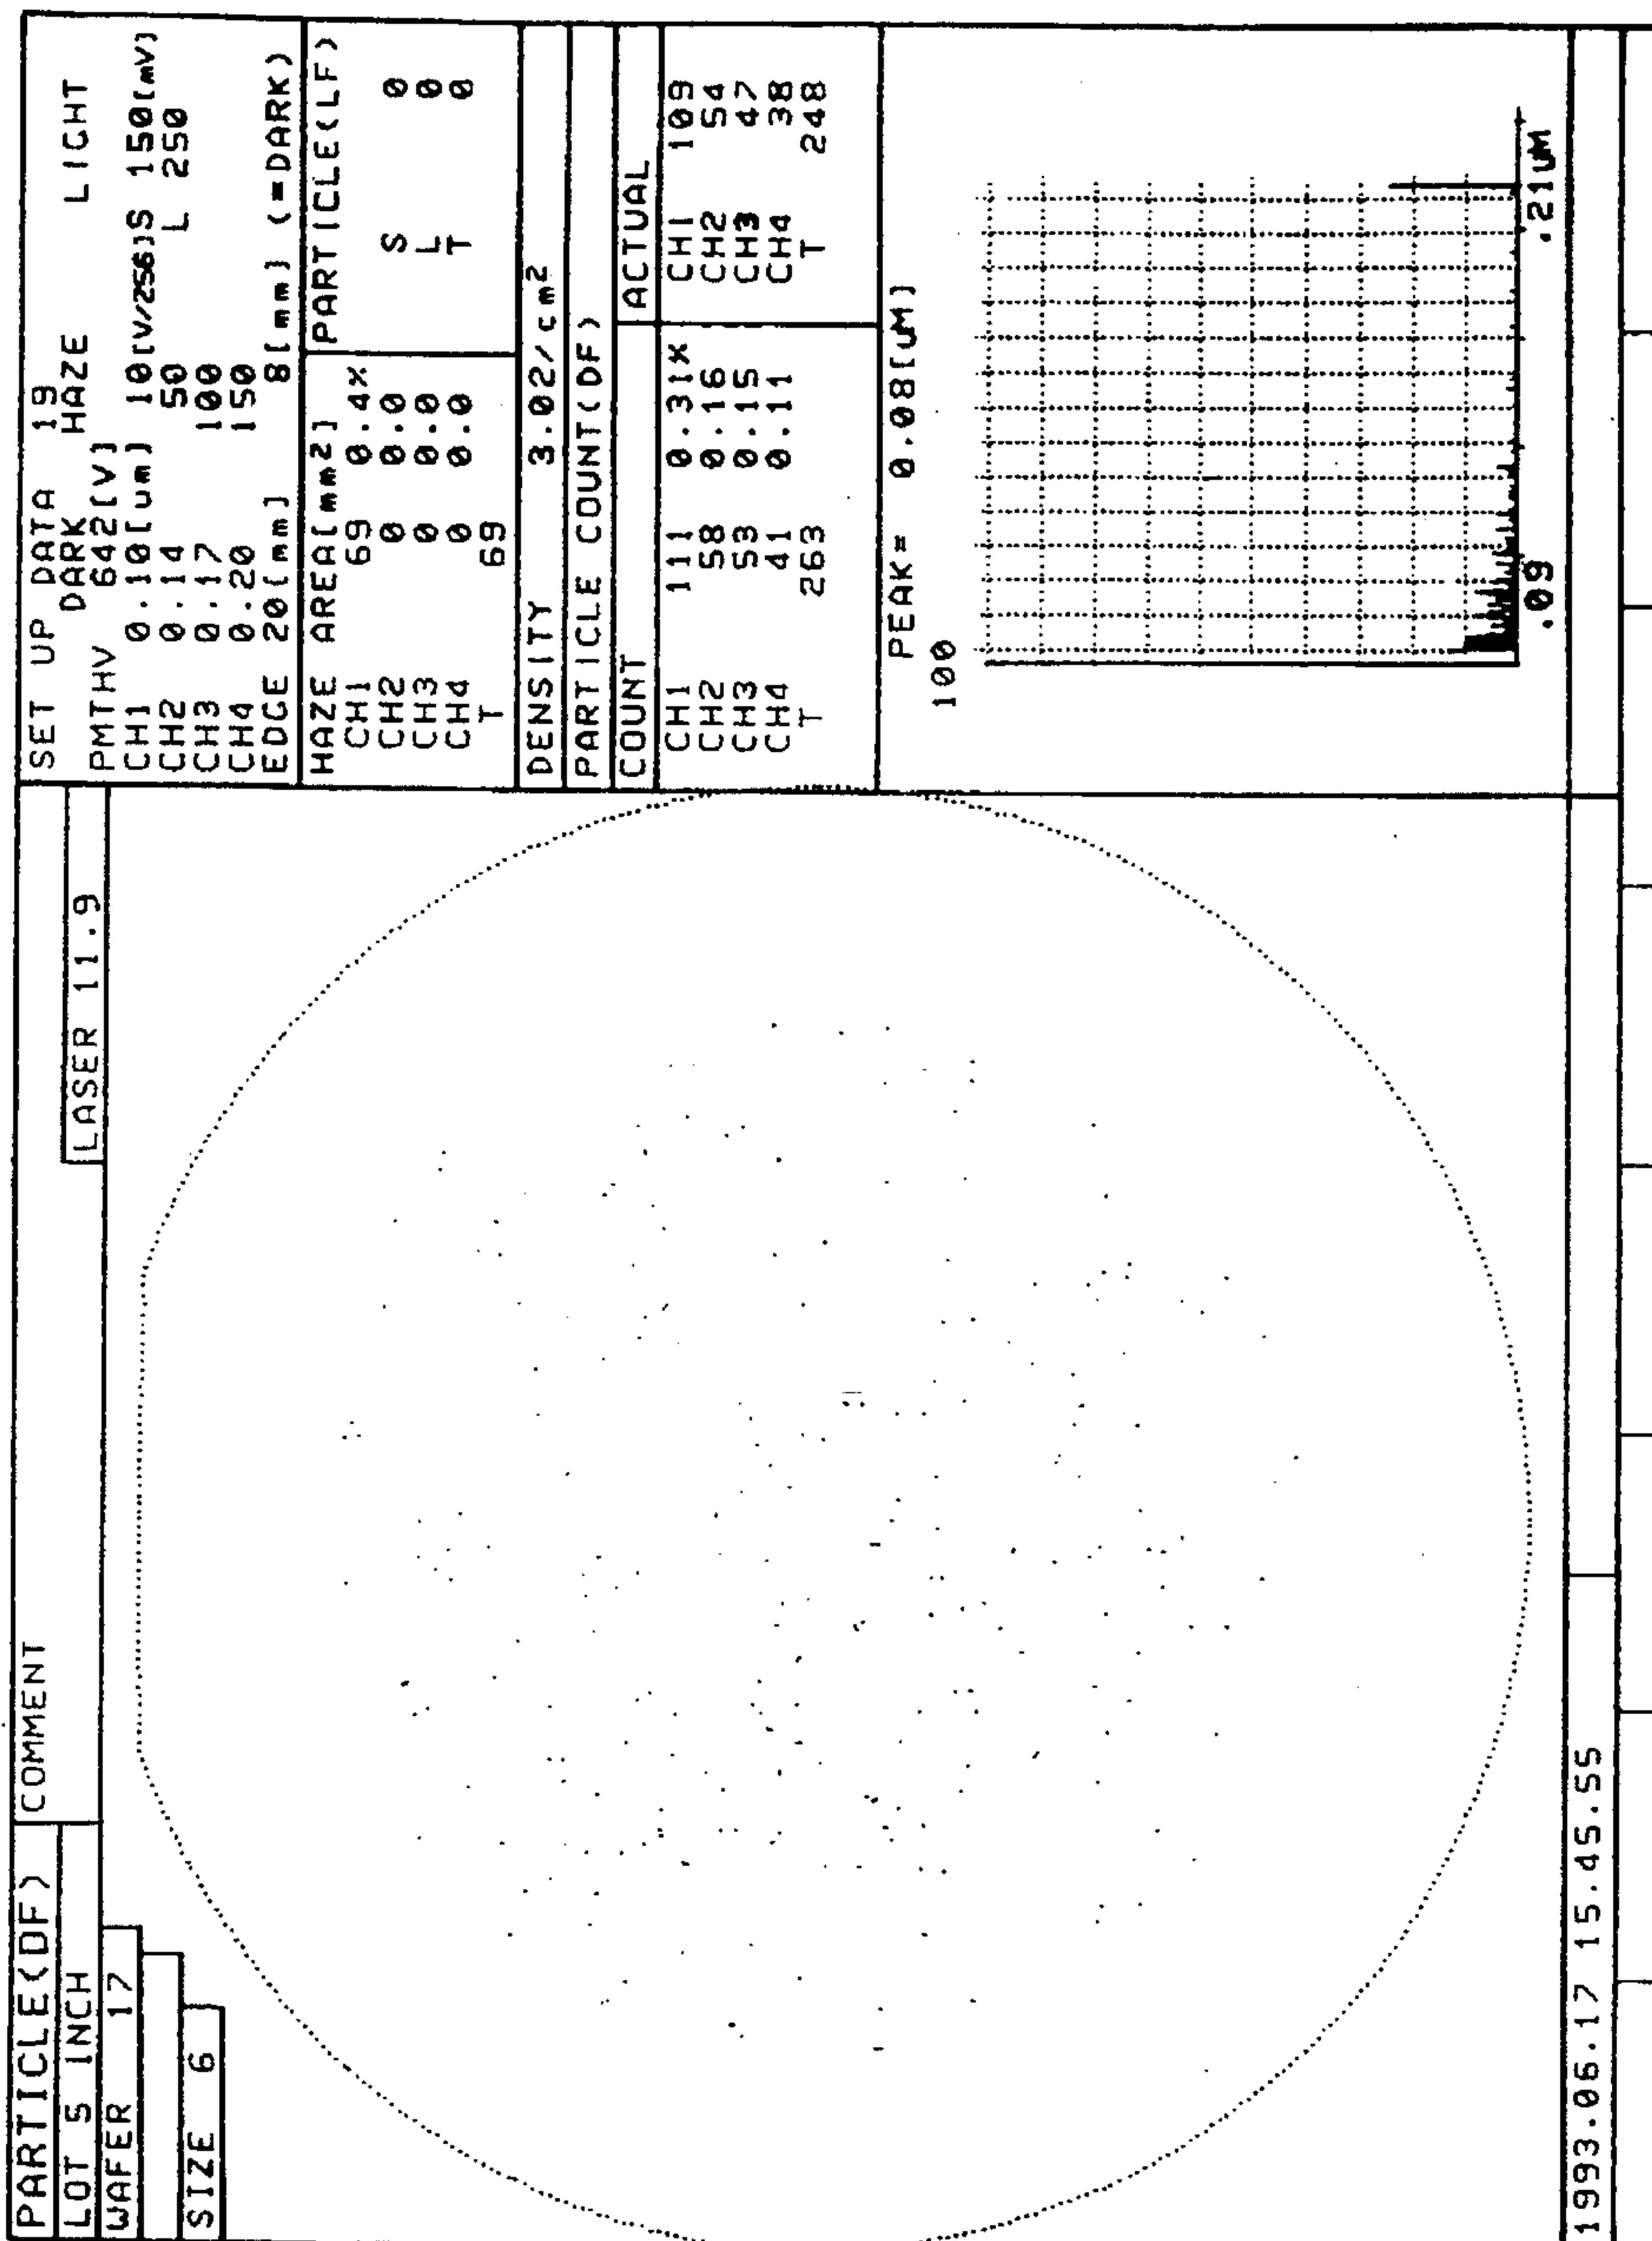 PARTICLE(DF)
COMMENT
LOT 5 INCH
LASER 11.9
WAFER 17
SIZE 6
SET UP DATA 19
DARK HAZE LIGHT
PMTHV 642[V]
CH1 0.10[um] 10[V/256]S 150[mV]
CH2 0.14 50 L 250
CH3 0.17 100
CH4 0.20 150
EDGE 20[mm] 8[mm] (=DARK)
HAZE AREA[mm2]
CH1 69 0.4%
CH2 0 0.0
CH3 0 0.0
CH4 0 0.0
T 69
PARTICLE(LF)
S 0
L 0
T 0
DENSITY 3.02/cm2
PARTICLE COUNT(DF)
COUNT
CH1 111 0.31%
CH2 58 0.16
CH3 53 0.15
CH4 41 0.11
T 263
ACTUAL
CH1 109
CH2 54
CH3 47
CH4 38
T 248
PEAK= 0.08[uM]
100
.09 .21uM
1993.06.17 15.45.55